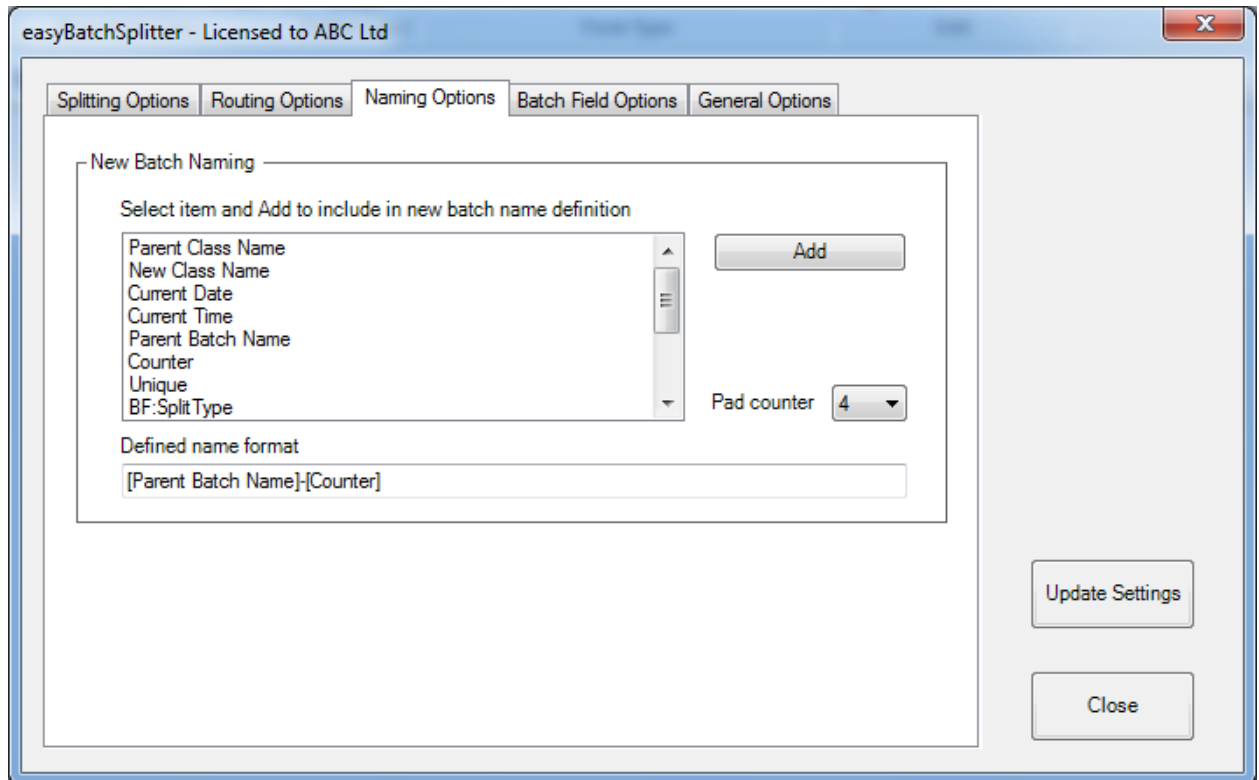 easyBatchSplitter - Licensed to ABC Ltd
Splitting Options Routing Options Naming Options Batch Field Options General Options
New Batch Naming
Select item and Add to include in new batch name definition
Parent Class Name
New Class Name
Current Date
Current Time
Parent Batch Name
Counter
Unique
BF:SplitType
Add
Pad counter 4
Defined name format
[Parent Batch Name]-[Counter]
Update Settings
Close